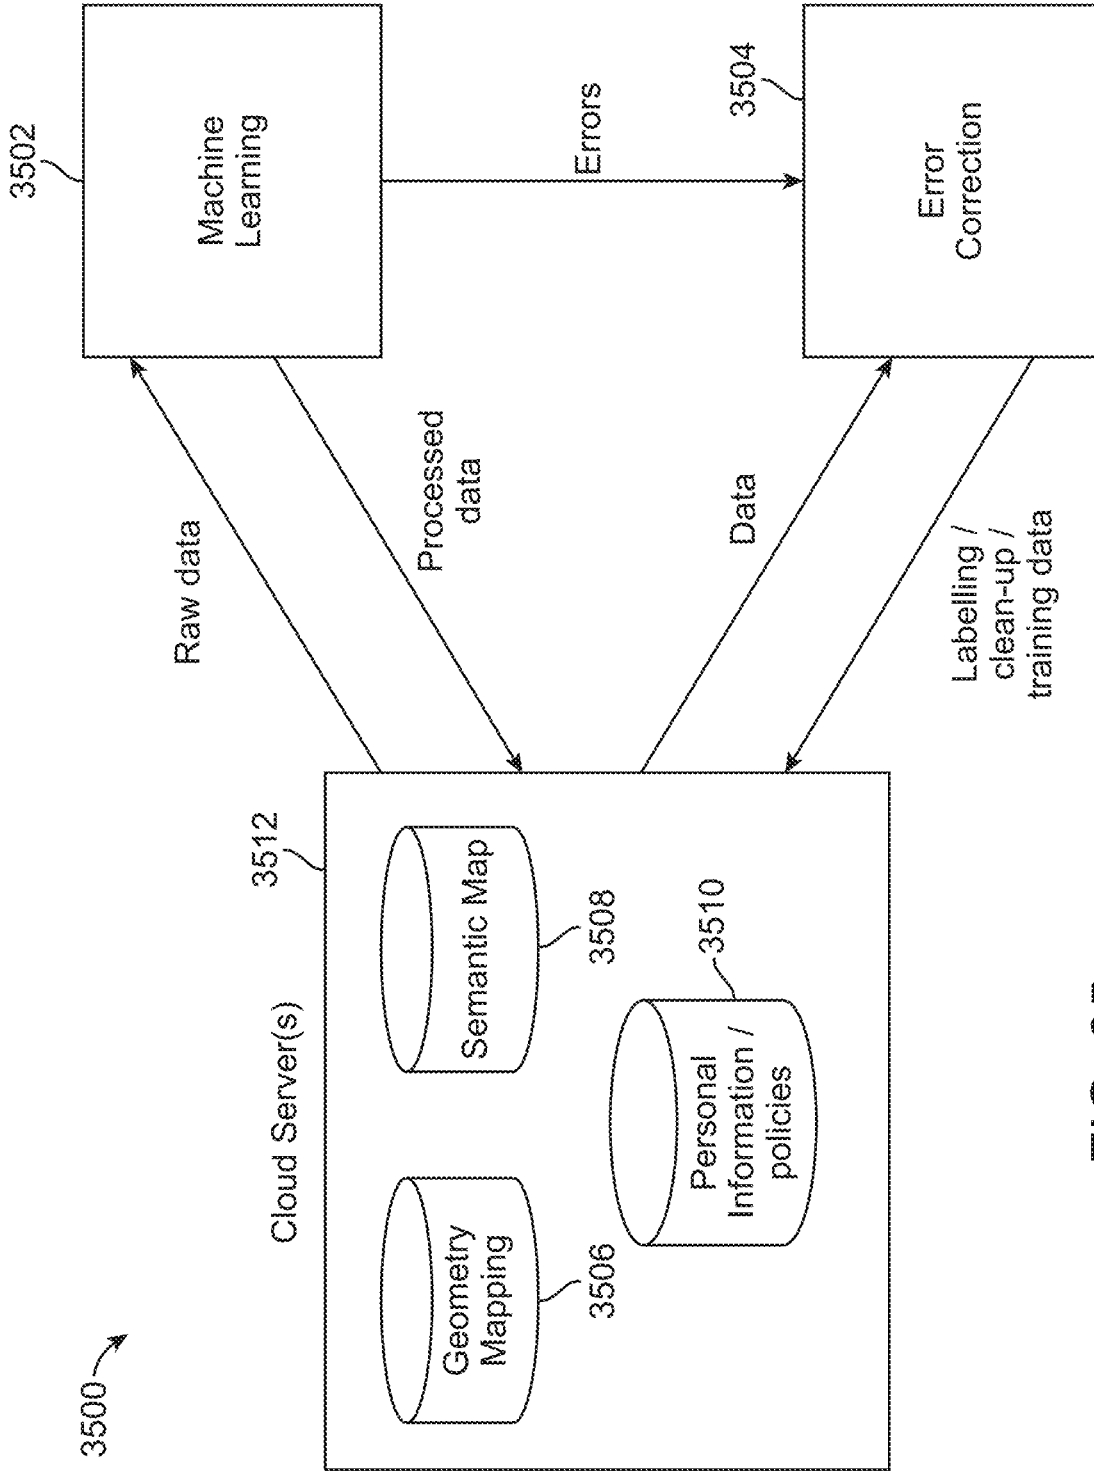 3502
3500
Raw data
Machine
Learning
3512
Cloud Server(s)
Processed
data
Geometry
Mapping
Semantic Map
3506
3508
Errors
Personal
Information /
policies
3510
Data
3504
Error
Correction
Labelling /
clean-up /
training data